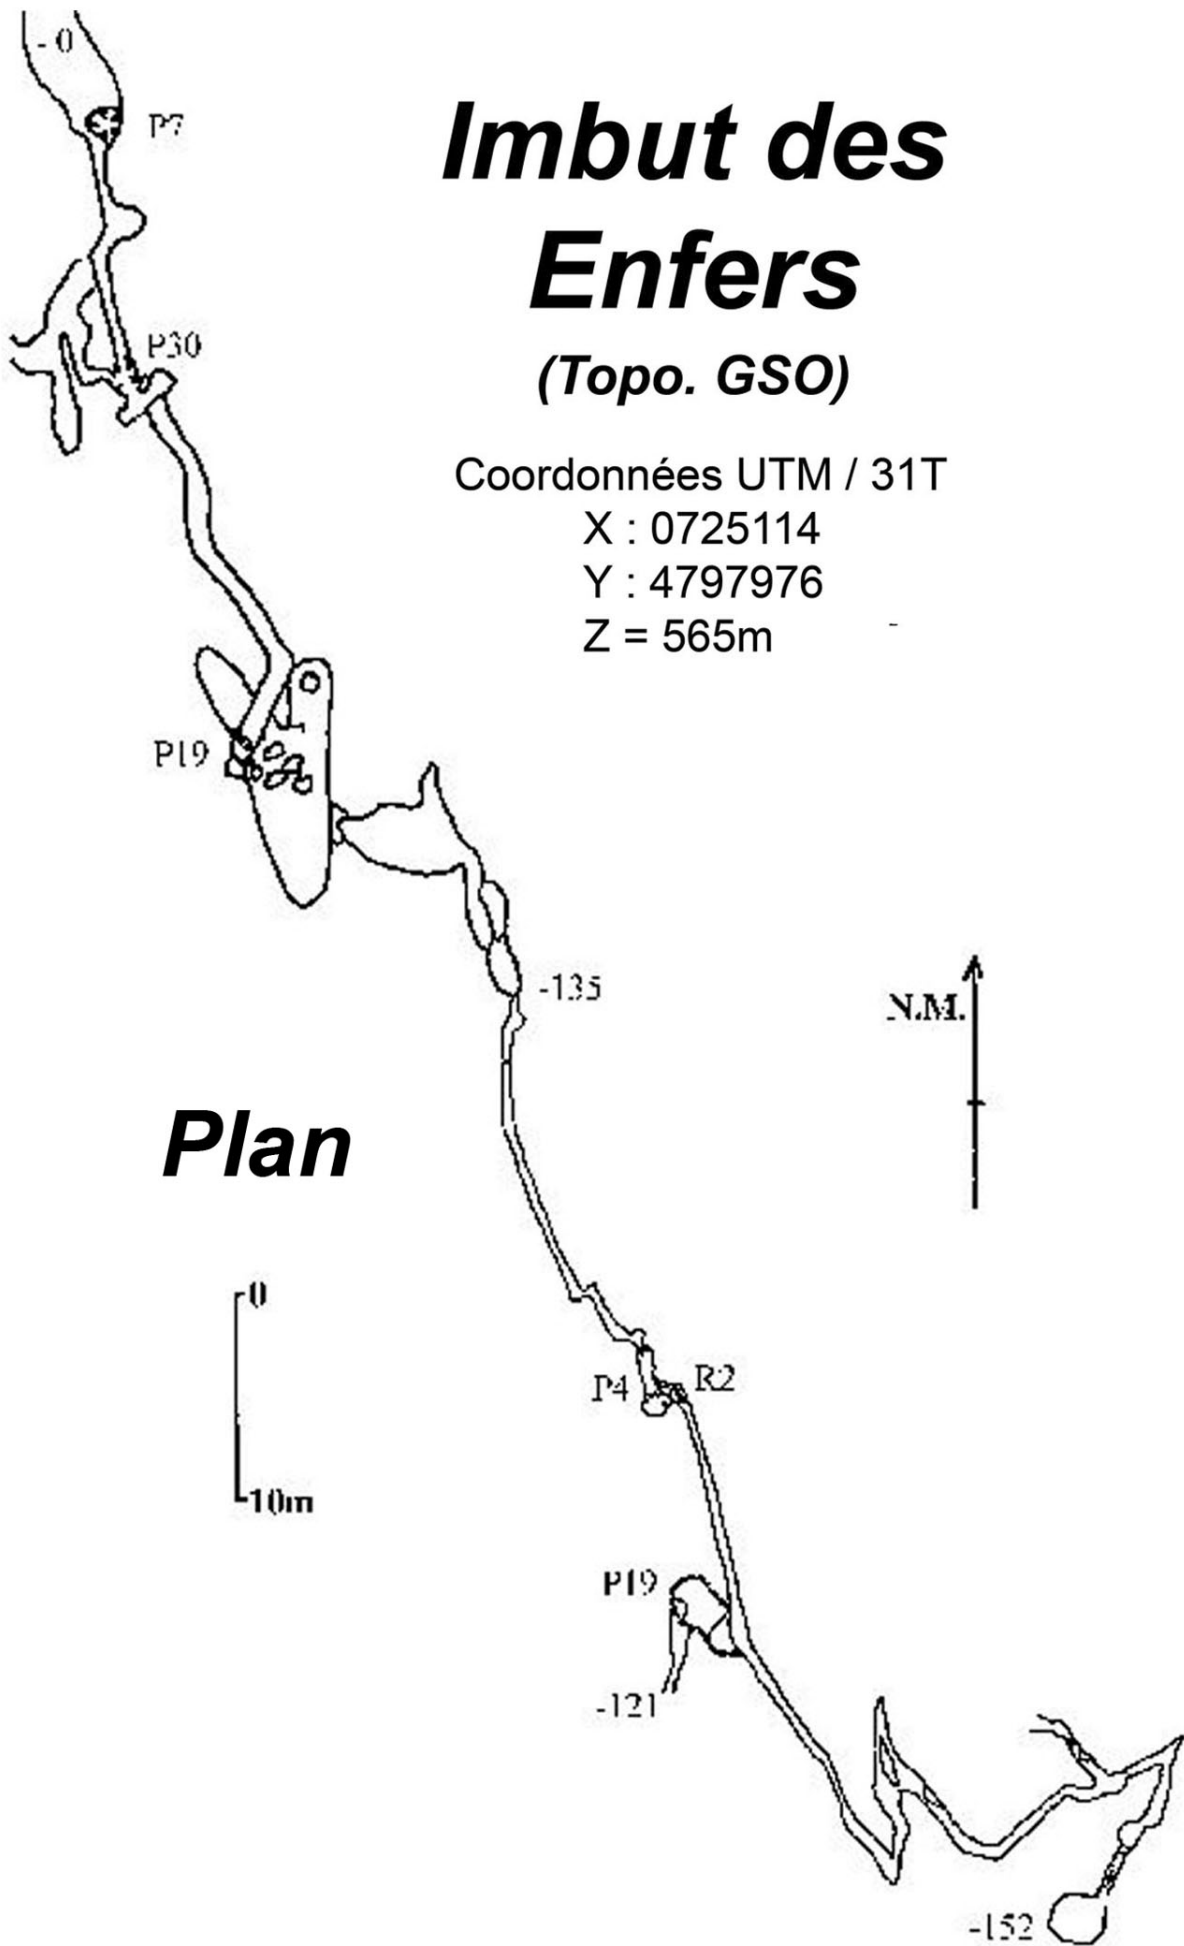 - 0
P7
Imbut des
Enfers
P30
(Topo. GSO)
Coordonnées UTM / 31T
X : 0725114
Y : 4797976
Z = 565m
P19
-135
N.M.
Plan
0
P4
R2
10m
P19
-121
-152